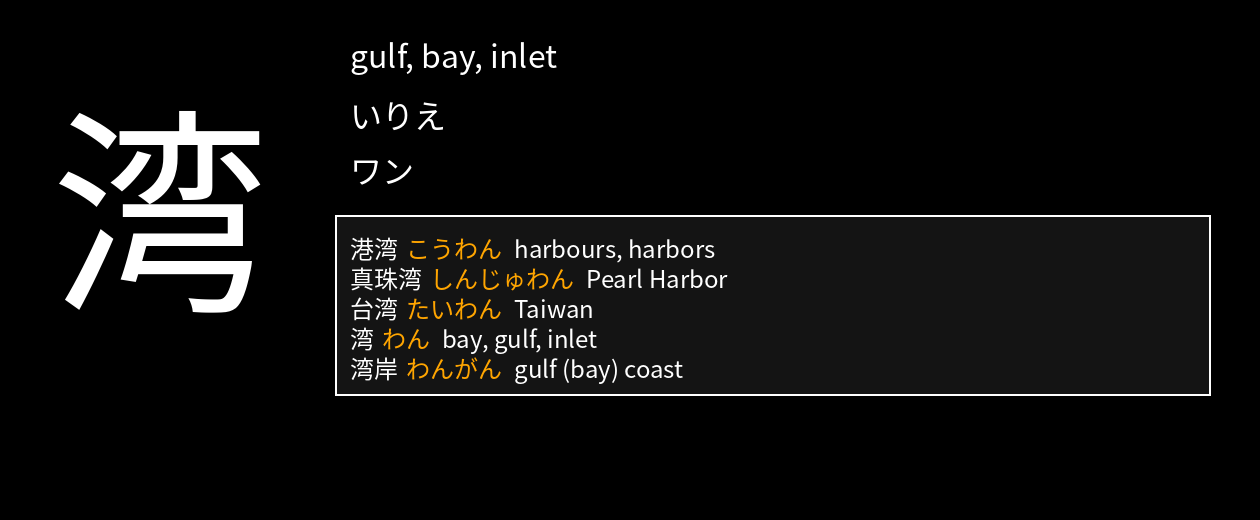 湾
gulf, bay, inlet
いりえ
ワン
港湾 こうわん harbours, harbors
真珠湾 しんじゅわん Pearl Harbor
台湾 たいわん Taiwan
湾 わん bay, gulf, inlet
湾岸 わんがん gulf (bay) coast